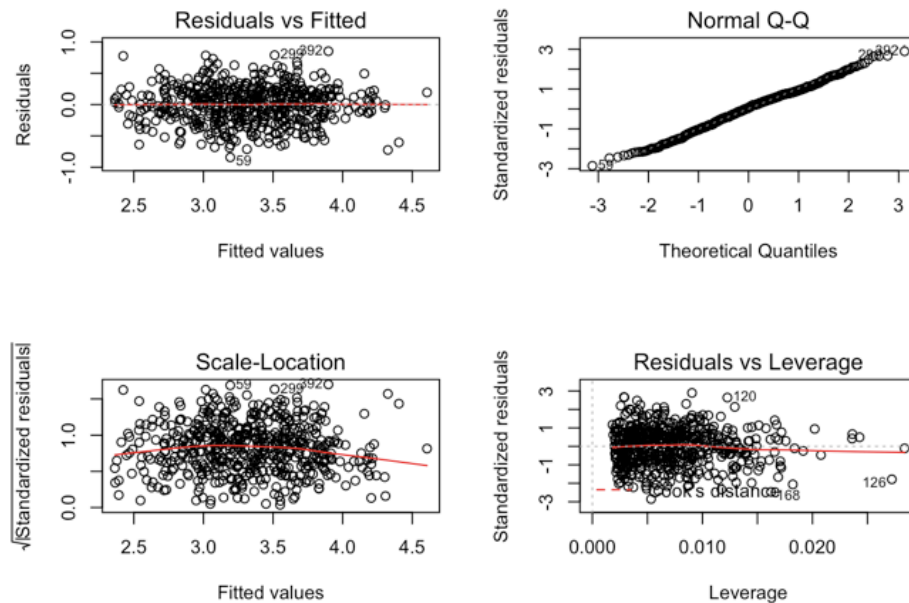 Residuals vs Fitted
Residuals
1.0
0.0
-1.0
299
392
59
2.5 3.0 3.5 4.0 4.5
Fitted values
Normal Q-Q
Standardized residuals
3
1
-1
-3
392
59
-3 -2 -1 0 1 2 3
Theoretical Quantiles
Scale-Location
√|Standardized residuals|
1.0
0.0
59
299
392
2.5 3.0 3.5 4.0 4.5
Fitted values
Residuals vs Leverage
Standardized residuals
3
1
-1
-3
120
126
Cook's distance
168
0.000 0.010 0.020
Leverage